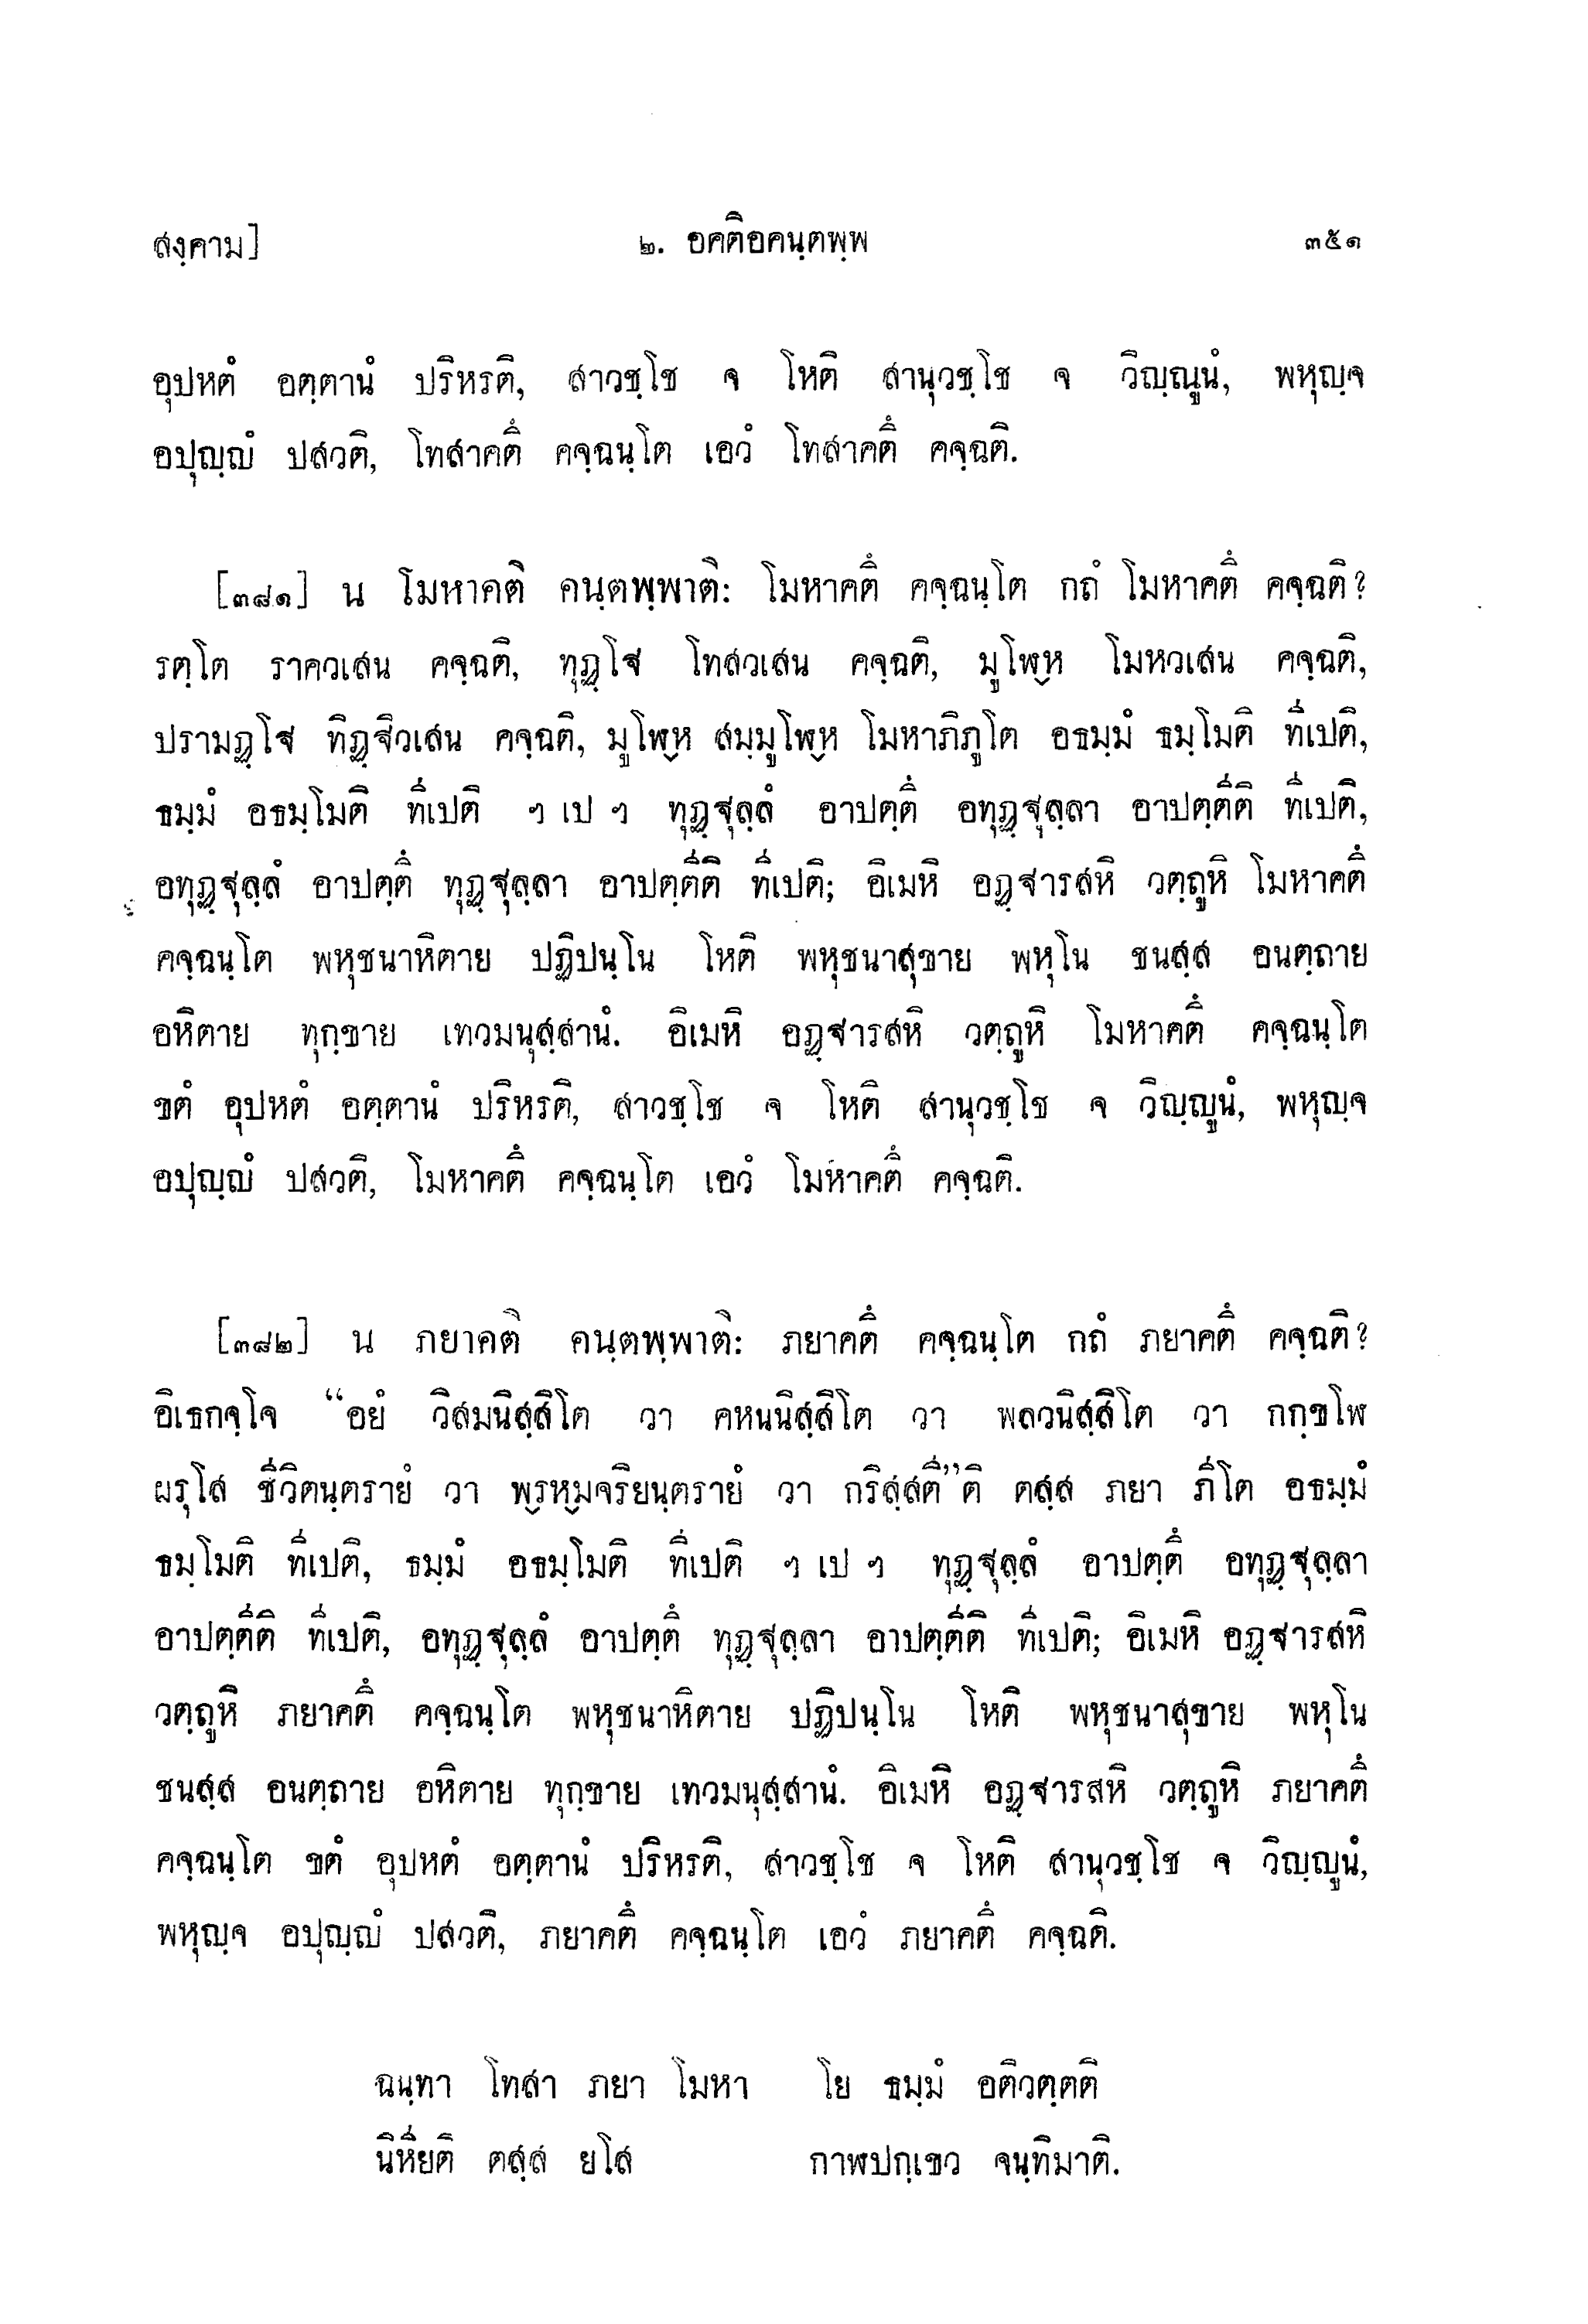 สงฺคาม] ๒. อคติอคนฺตพฺพ ๓๕๑
อุปหตํ อตฺตานํ ปริหรติ, สาวชฺโช จ โหติ สานุวชฺโช จ วิญฺญูนํ, พหุญฺจ
อปุญฺญํ ปสวติ, โทสาคตึ คจฺฉนฺโต เอวํ โทสาคตึ คจฺฉติ.
[๓๘๑] น โมหาคติ คนฺตพฺพาติ: โมหาคตึ คจฺฉนฺโต กถํ โมหาคตึ คจฺฉติ?
รตฺโต ราควเสน คจฺฉติ, ทุฏฺโฐ โทสวเสน คจฺฉติ, มูโฬฺห โมหวเสน คจฺฉติ,
ปรามฏฺโฐ ทิฏฺฐิวเสน คจฺฉติ, มูโฬฺห สมฺมูโฬฺห โมหาภิภูโต อธมฺมํ ธมฺโมติ ทีเปติ,
ธมฺมํ อธมฺโมติ ทีเปติ ฯ เป ฯ ทุฏฺฐุลฺลํ อาปตฺตึ อทุฏฺฐุลฺลา อาปตฺตีติ ทีเปติ,
อทุฏฺฐุลฺลํ อาปตฺตึ ทุฏฺฐุลฺลา อาปตฺตีติ ทีเปติ; อิเมหิ อฏฺฐารสหิ วตฺถูหิ โมหาคตึ
คจฺฉนฺโต พหุชนาหิตาย ปฏิปนฺโน โหติ พหุชนาสุขาย พหุโน ชนสฺส อนตฺถาย
อหิตาย ทุกฺขาย เทวมนุสฺสานํ. อิเมหิ อฏฺฐารสหิ วตฺถูหิ โมหาคตึ คจฺฉนฺโต
ขตํ อุปหตํ อตฺตานํ ปริหรติ, สาวชฺโช จ โหติ สานุวชฺโช จ วิญฺญูนํ, พหุญฺจ
อปุญฺญํ ปสวติ, โมหาคตึ คจฺฉนฺโต เอวํ โมหาคตึ คจฺฉติ.
[๓๘๒] น ภยาคติ คนฺตพฺพาติ: ภยาคตึ คจฺฉนฺโต กถํ ภยาคตึ คจฺฉติ?
อิเธกจฺโจ “อยํ วิสมนิสฺสิโต วา คหนนิสฺสิโต วา พลวนิสฺสิโต วา กกฺขโฬ
ผรุโส ชีวิตนฺตรายํ วา พฺรหฺมจริยนฺตรายํ วา กริสฺสตี”ติ ตสฺส ภยา ภีโต อธมฺมํ
ธมฺโมติ ทีเปติ, ธมฺมํ อธมฺโมติ ทีเปติ ฯ เป ฯ ทุฏฺฐุลฺลํ อาปตฺตึ อทุฏฺฐุลฺลา
อาปตฺตีติ ทีเปติ, อทุฏฺฐุลฺลํ อาปตฺตึ ทุฏฺฐุลฺลา อาปตฺตีติ ทีเปติ; อิเมหิ อฏฺฐารสหิ
วตฺถูหิ ภยาคตึ คจฺฉนฺโต พหุชนาหิตาย ปฏิปนฺโน โหติ พหุชนาสุขาย พหุโน
ชนสฺส อนตฺถาย อหิตาย ทุกฺขาย เทวมนุสฺสานํ. อิเมหิ อฏฺฐารสหิ วตฺถูหิ ภยาคตึ
คจฺฉนฺโต ขตํ อุปหตํ อตฺตานํ ปริหรติ, สาวชฺโช จ โหติ สานุวชฺโช จ วิญฺญูนํ,
พหุญฺจ อปุญฺญํ ปสวติ, ภยาคตึ คจฺฉนฺโต เอวํ ภยาคตึ คจฺฉติ.
ฉนฺทา โทสา ภยา โมหา โย ธมฺมํ อติวตฺตติ
นิหียติ ตสฺส ยโส กาฬปกฺเขว จนฺทิมาติ.